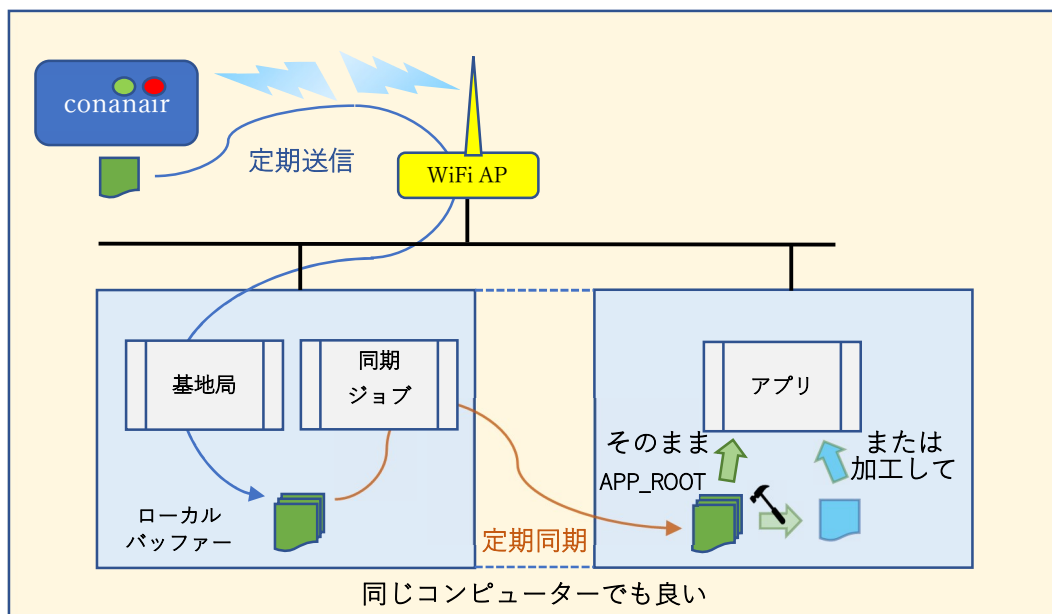 conanair
定期送信
WiFi AP
基地局
同期
ジョブ
アプリ
そのまま
または
加工して
APP_ROOT
ローカル
バッファー
定期同期
同じコンピューターでも良い